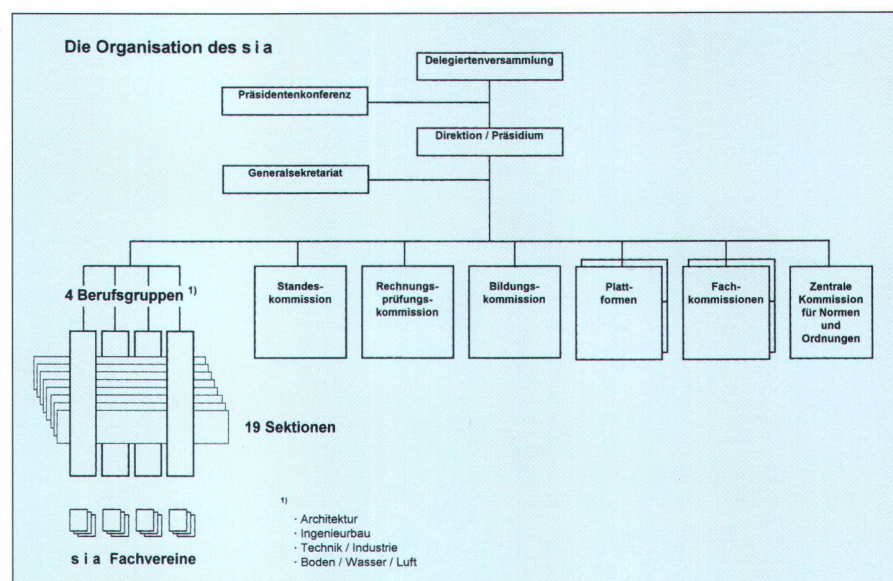 Die Organisation des s i a
Delegiertenversammlung
Präsidentenkonferenz
Direktion / Präsidium
Generalsekretariat
4 Berufsgruppen 1)
Standes-
kommission
Rechnungs-
prüfungs-
kommission
Bildungs-
kommission
Platt-
formen
Fach-
kommissionen
Zentrale
Kommission
für Normen
und
Ordnungen
19 Sektionen
s i a Fachvereine
1)
· Architektur
· Ingenieurbau
· Technik / Industrie
· Boden / Wasser / Luft